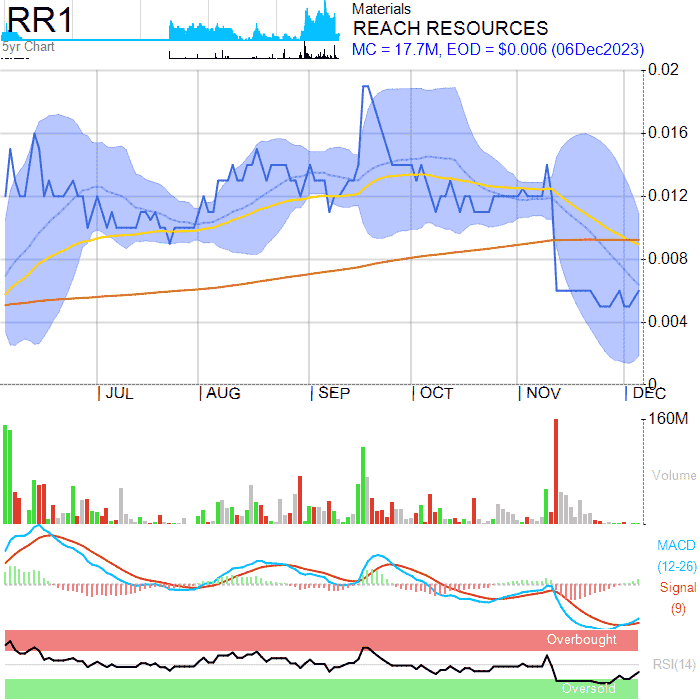 RR1
5yr Chart
Materials
REACH RESOURCES
MC = 17.7M, EOD = $0.006 (06Dec2023)
0.02
0.016
0.012
0.008
0.004
0
JUL AUG SEP OCT NOV DEC
160M
Volume
MACD
(12-26)
Signal
(9)
Overbought
RSI(14)
Oversold